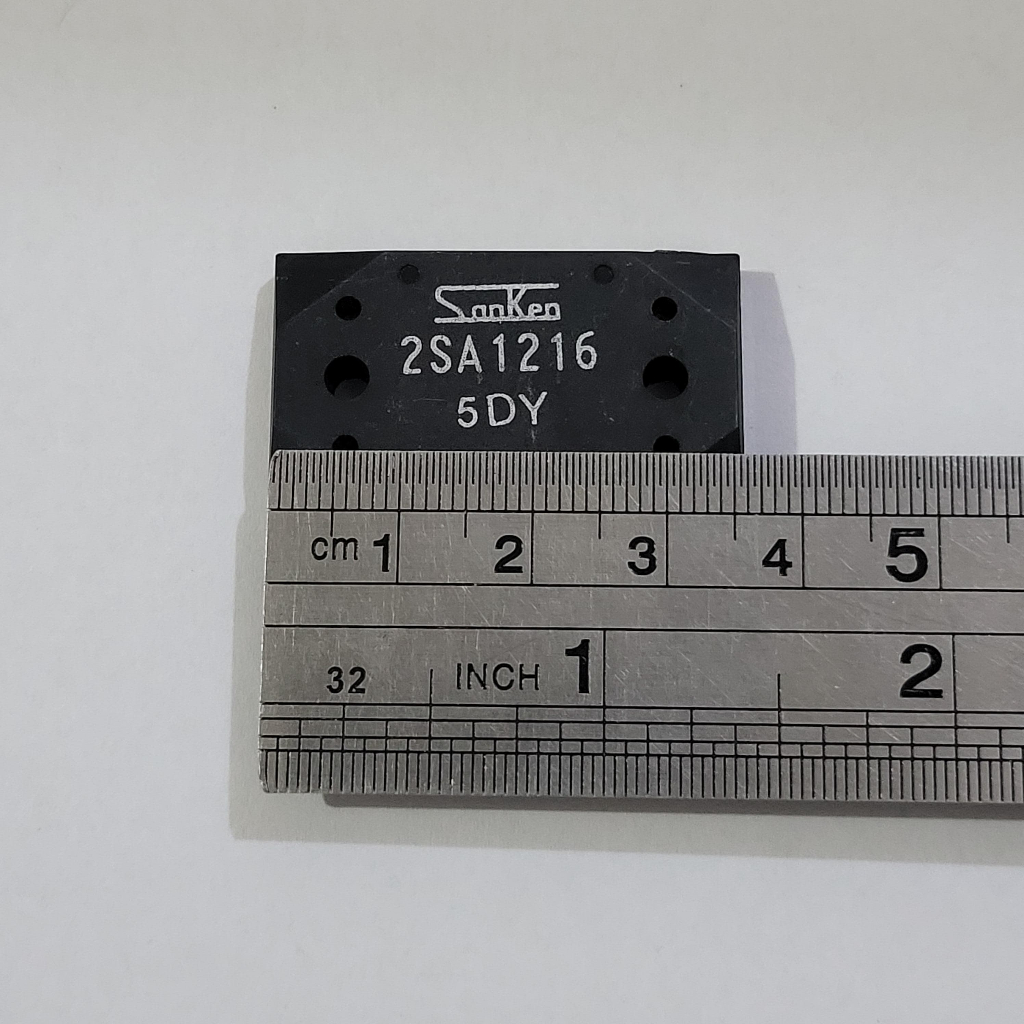 SanKen
2SA1216
5DY
cm 1 2 3 4 5
32 INCH 1 2